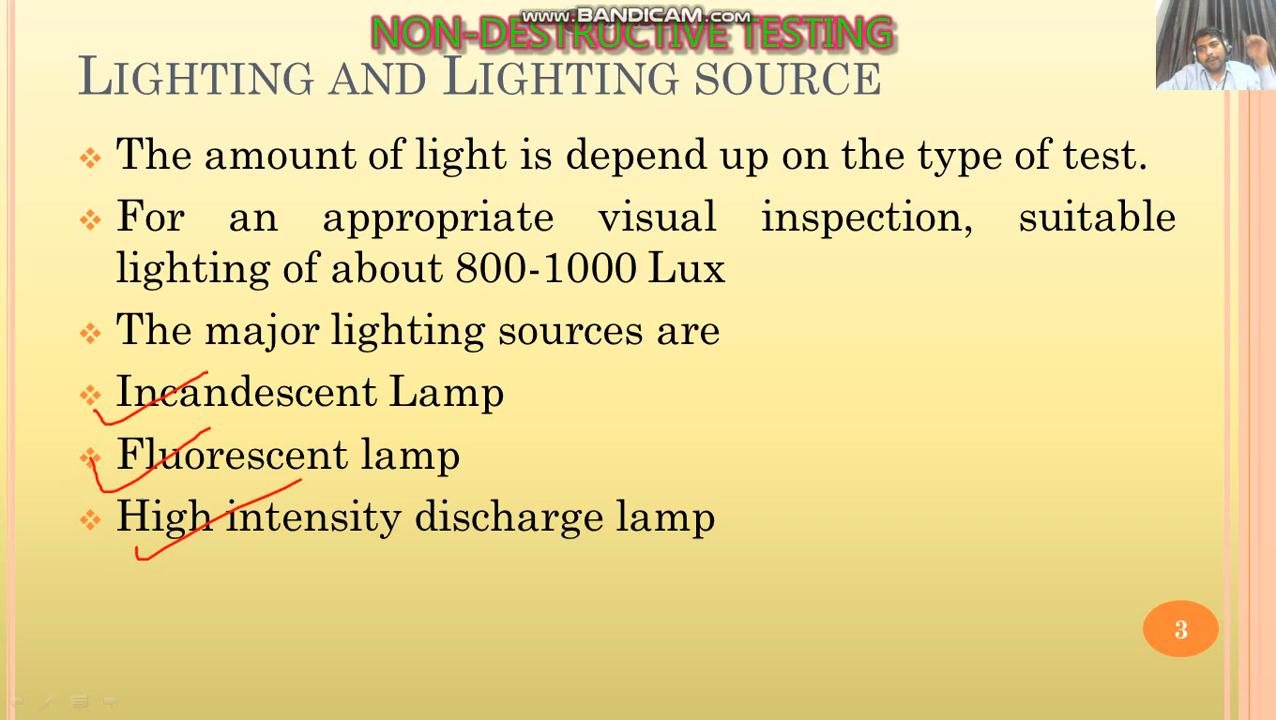 www.BANDICAM.com
NON-DESTRUCTIVE TESTING
LIGHTING AND LIGHTING SOURCE
The amount of light is depend up on the type of test.
For an appropriate visual inspection, suitable
lighting of about 800-1000 Lux
The major lighting sources are
Incandescent Lamp
Fluorescent lamp
High intensity discharge lamp
3